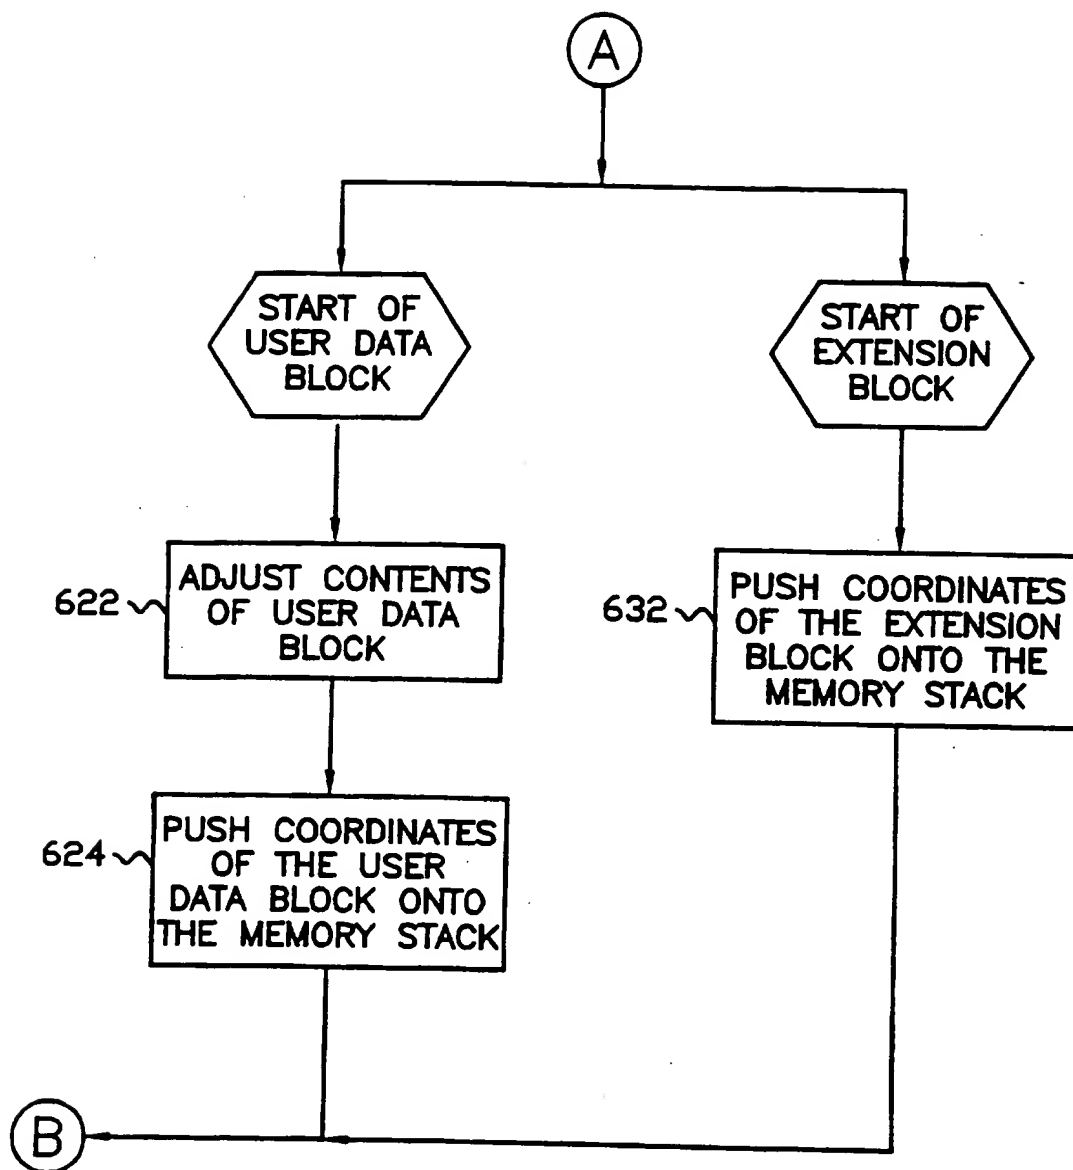 A
START OF
USER DATA
BLOCK
START OF
EXTENSION
BLOCK
622
ADJUST CONTENTS
OF USER DATA
BLOCK
632
PUSH COORDINATES
OF THE EXTENSION
BLOCK ONTO THE
MEMORY STACK
624
PUSH COORDINATES
OF THE USER
DATA BLOCK ONTO
THE MEMORY STACK
B